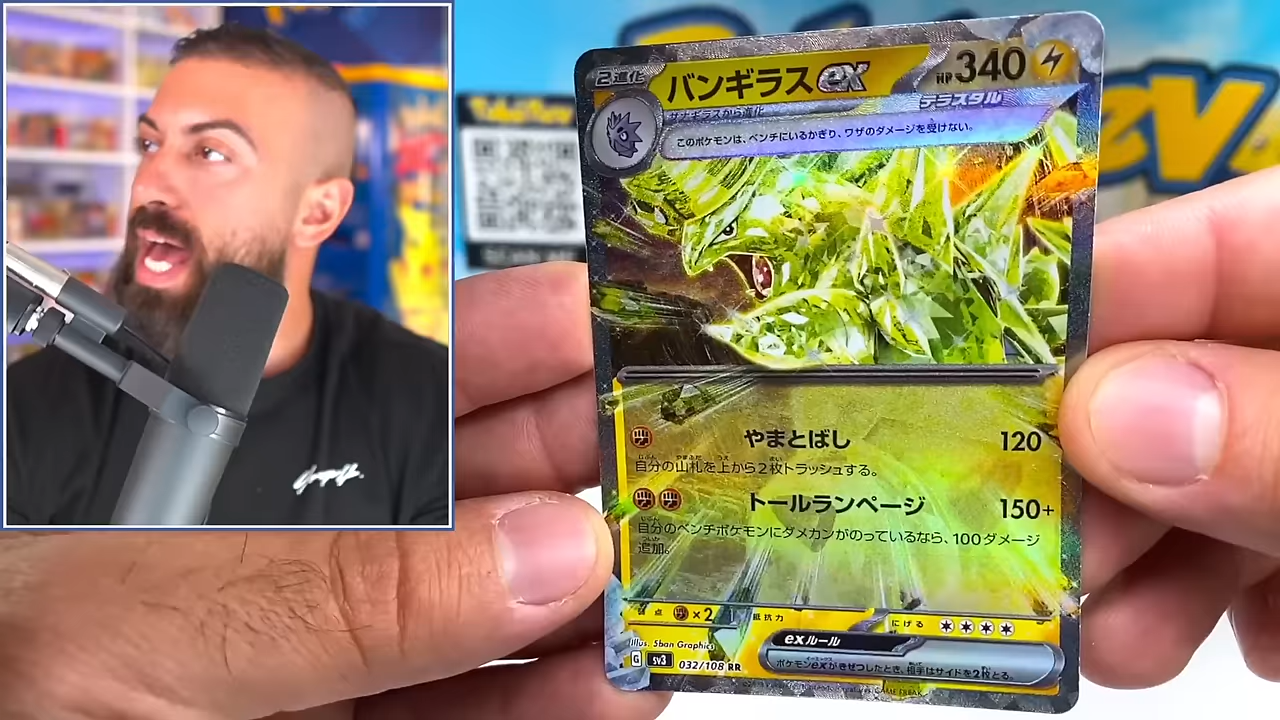 2進化
バンギラスex
HP 340
サナギラスから進化
テラスタル
このポケモンは、ベンチにいるかぎり、ワザのダメージを受けない。
やまとばし 120
自分の山札を上から2枚トラッシュする。
トールランページ 150+
自分のベンチポケモンにダメカンがのっているなら、100ダメージ
追加。
弱点 ×2 抵抗力 にげる
exルール
ポケモンexがきぜつしたとき、相手はサイドを2枚とる。
Illus. 5ban Graphics
G sv3 032/108 RR